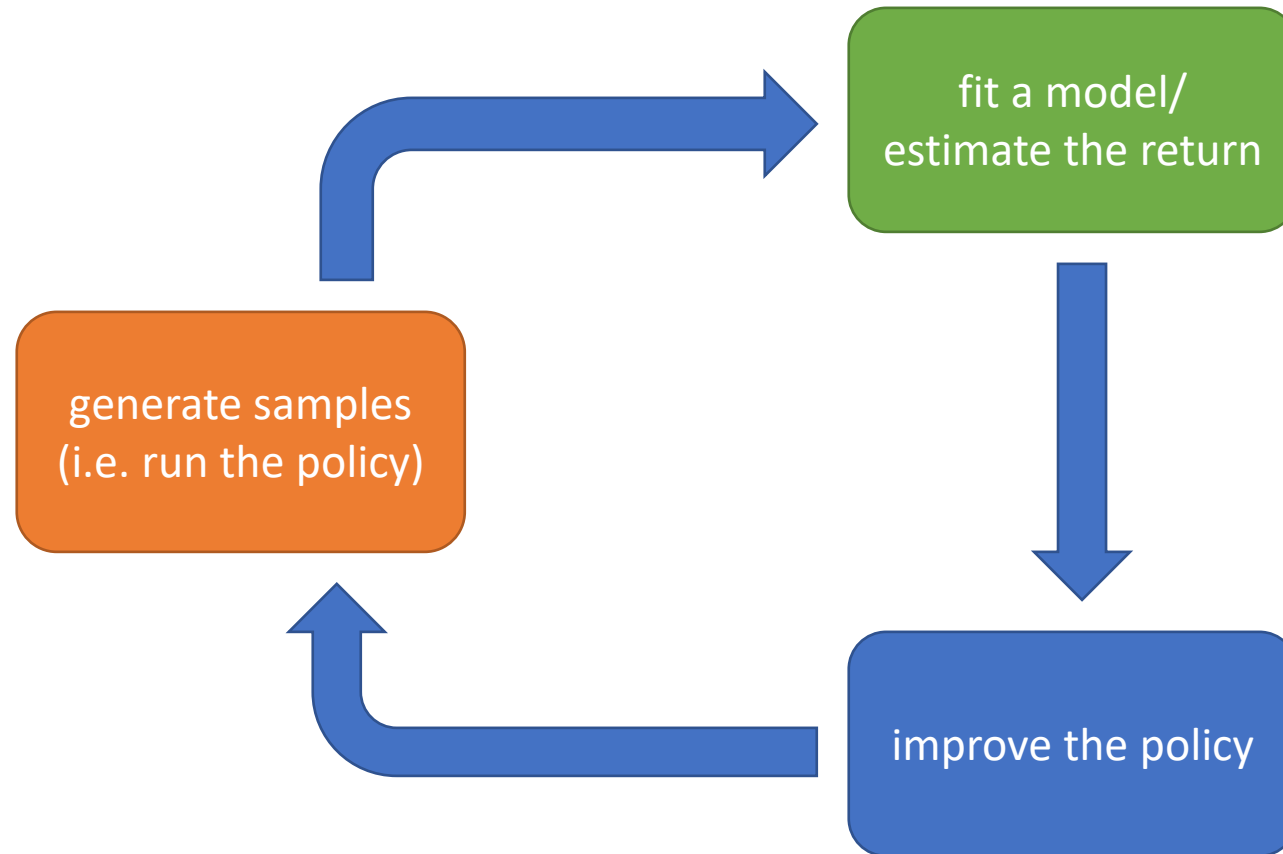 fit a model/
estimate the return
generate samples
(i.e. run the policy)
improve the policy